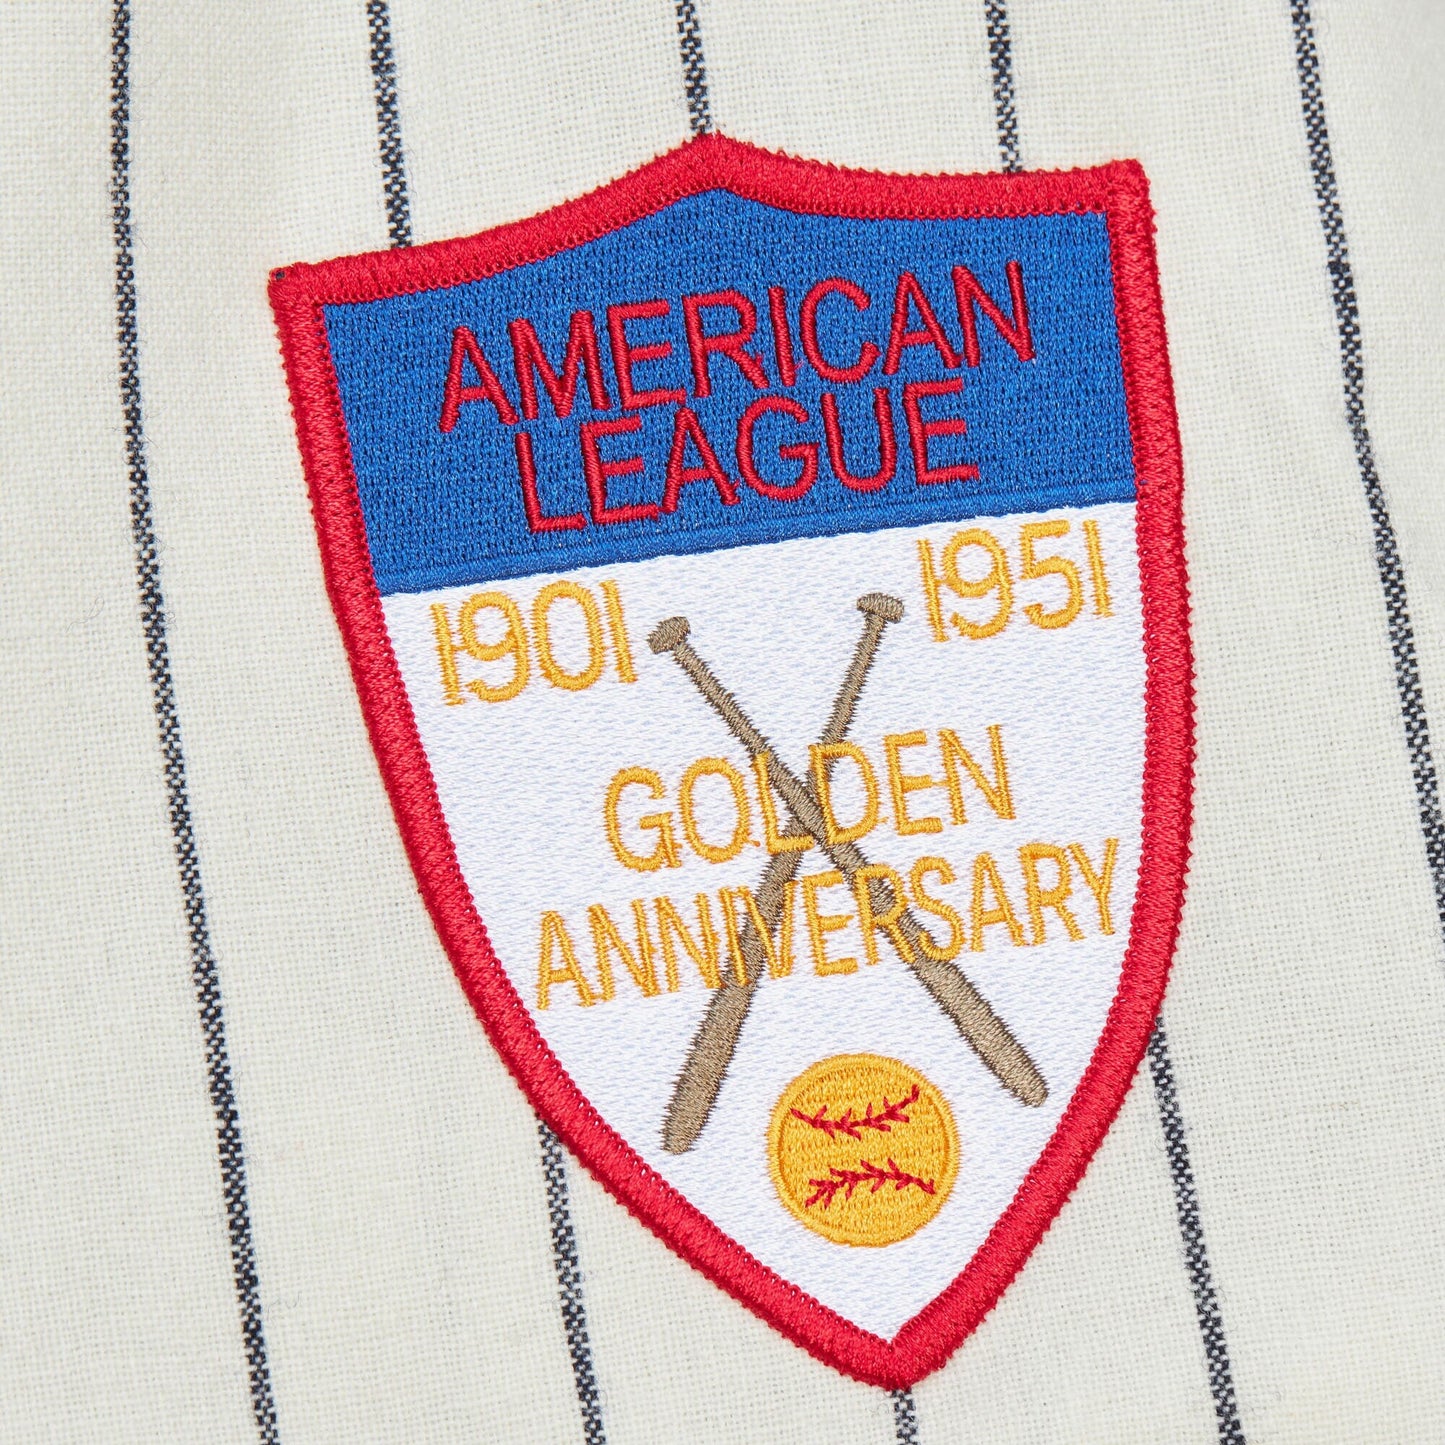 AMERICAN
LEAGUE
1901 1951
GOLDEN
ANNIVERSARY